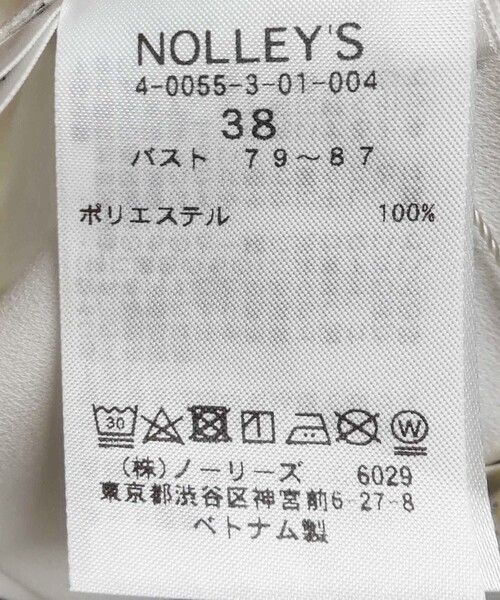 NOLLEY'S
4-0055-3-01-004
38
バスト 79～87
ポリエステル 100%
30 W
(株)ノーリーズ 6029
東京都渋谷区神宮前6-27-8
ベトナム製